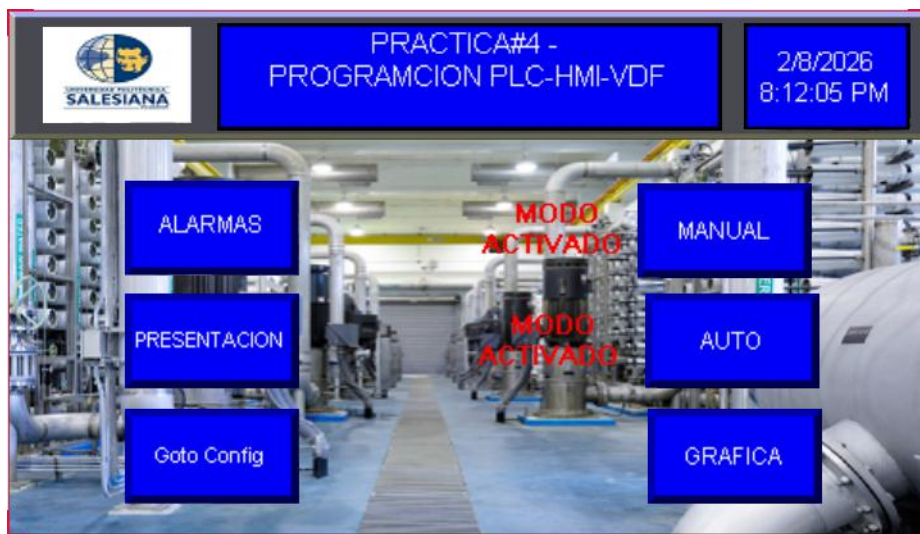 UNIVERSIDAD POLITÉCNICA
SALESIANA
PRACTICA#4 -
PROGRAMCION PLC-HMI-VDF
2/8/2026
8:12:05 PM
ALARMAS
MODO
ACTIVADO
MANUAL
PRESENTACION
MODO
ACTIVADO
AUTO
Goto Config
GRAFICA